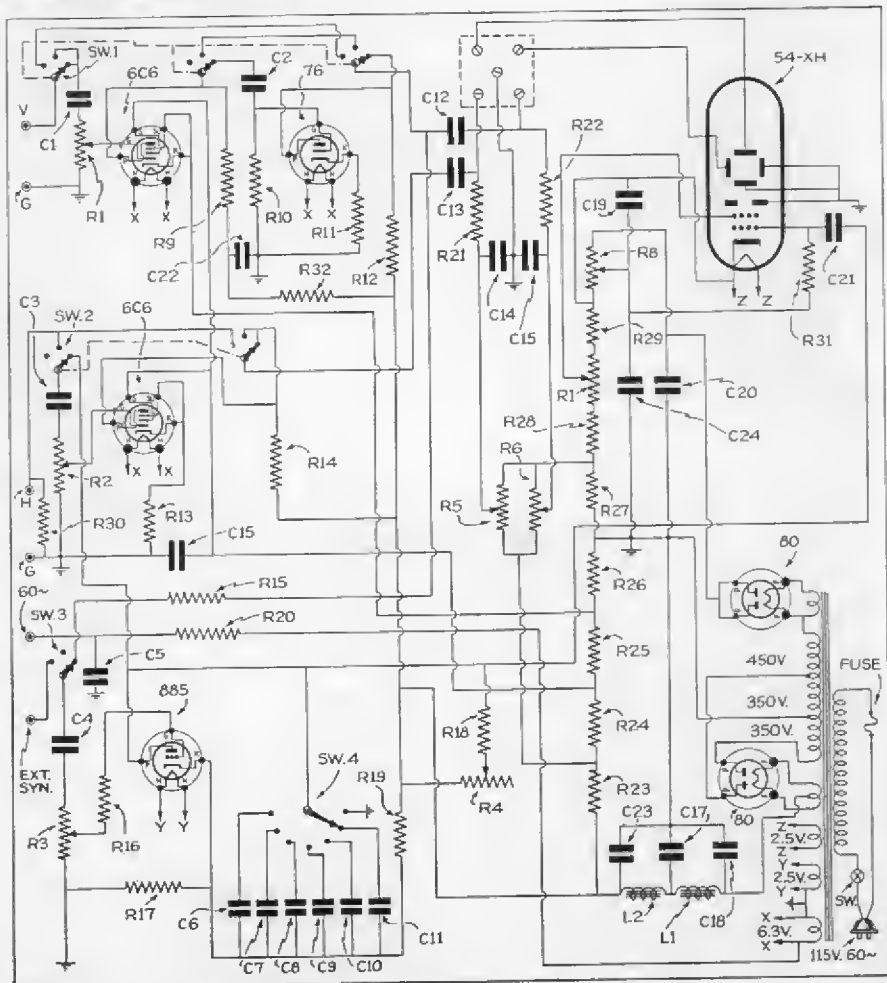 SW.1
6C6
C2
76
54-XH
V
C1
C12
R22
G
R1
X X
R9
R10
R11
C13
C19
R21
R8
C21
C22
R12
R32
C14
C15
Z Z
R31
C3
SW.2
6C6
R29
R1
C20
R28
C24
X X
R14
R6
R2
R5
R27
H
R30
R13
C15
G
80
R26
60~
SW.3
R15
R20
R25
450V
FUSE
C5
350V.
885
350V.
C4
R18
R24
EXT.
SYN.
SW.4
R19
R4
R23
80
R3
R16
Y Y
C23
C17
Z
2.5V.
Z
Y
2.5V.
Y
SW.
R17
C6
C11
L2
L1
C18
X
6.3V.
X
C7
C8
C9
C10
115V. 60~